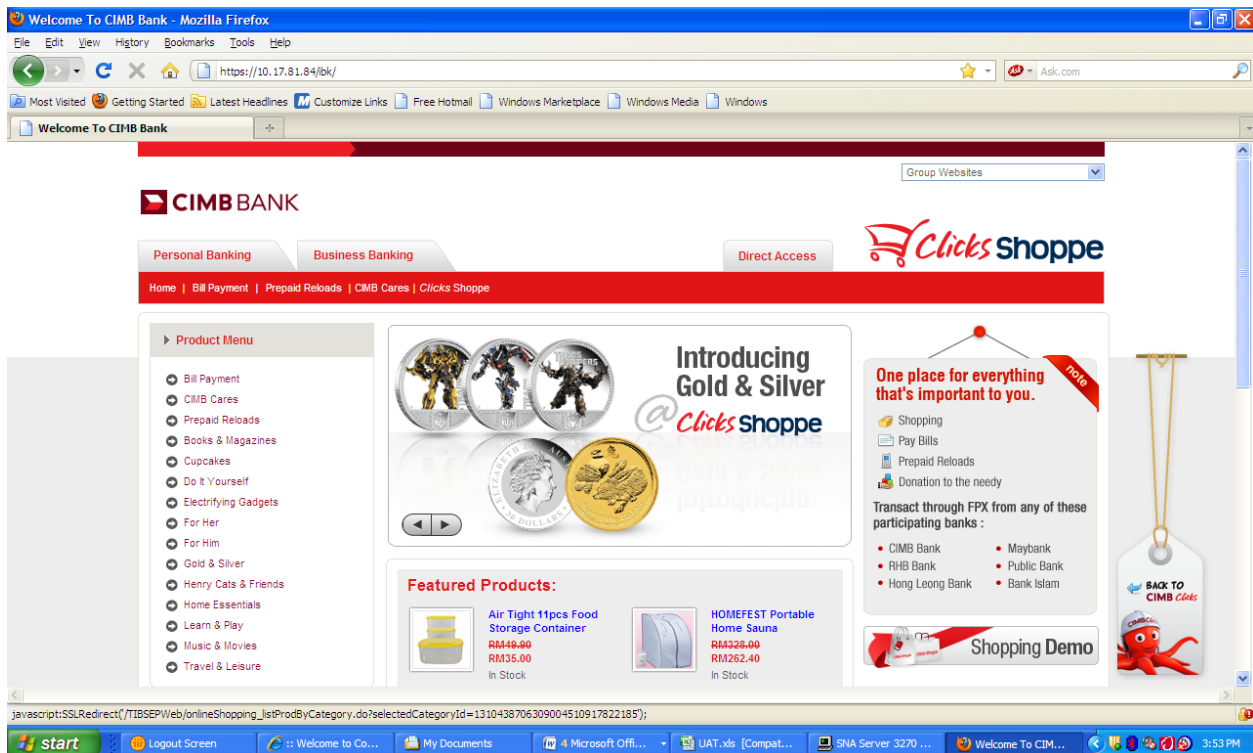 Welcome To CIMB Bank - Mozilla Firefox
File Edit View History Bookmarks Tools Help
https://10.17.81.84/ibk/
Ask.com
Most Visited Getting Started Latest Headlines Customize Links Free Hotmail Windows Marketplace Windows Media Windows
Welcome To CIMB Bank
Group Websites
CIMB BANK
Personal Banking Business Banking Direct Access
Clicks Shoppe
Home | Bill Payment | Prepaid Reloads | CIMB Cares | Clicks Shoppe
Product Menu
Bill Payment
CIMB Cares
Prepaid Reloads
Books & Magazines
Cupcakes
Do It Yourself
Electrifying Gadgets
For Her
For Him
Gold & Silver
Henry Cats & Friends
Home Essentials
Learn & Play
Music & Movies
Travel & Leisure
Introducing
Gold & Silver
@ Clicks Shoppe
ELIZABETH II
30 DOLLARS
Featured Products:
Air Tight 11pcs Food
Storage Container
RM49.90
RM35.00
In Stock
HOMEFEST Portable
Home Sauna
RM328.00
RM262.40
In Stock
note
One place for everything
that's important to you.
Shopping
Pay Bills
Prepaid Reloads
Donation to the needy
Transact through FPX from any of these
participating banks :
CIMB Bank
RHB Bank
Hong Leong Bank
Maybank
Public Bank
Bank Islam
Shopping Demo
BACK TO
CIMB Clicks
javascript:SSLRedirect('/TIBSEPWeb/onlineShopping_listProdByCategory.do?selectedCategoryId=1310438706309004510917822185');
start Logout Screen :: Welcome to Co... My Documents 4 Microsoft Offi... UAT.xls [Compat... SNA Server 3270 ... Welcome To CIM... 3:53 PM